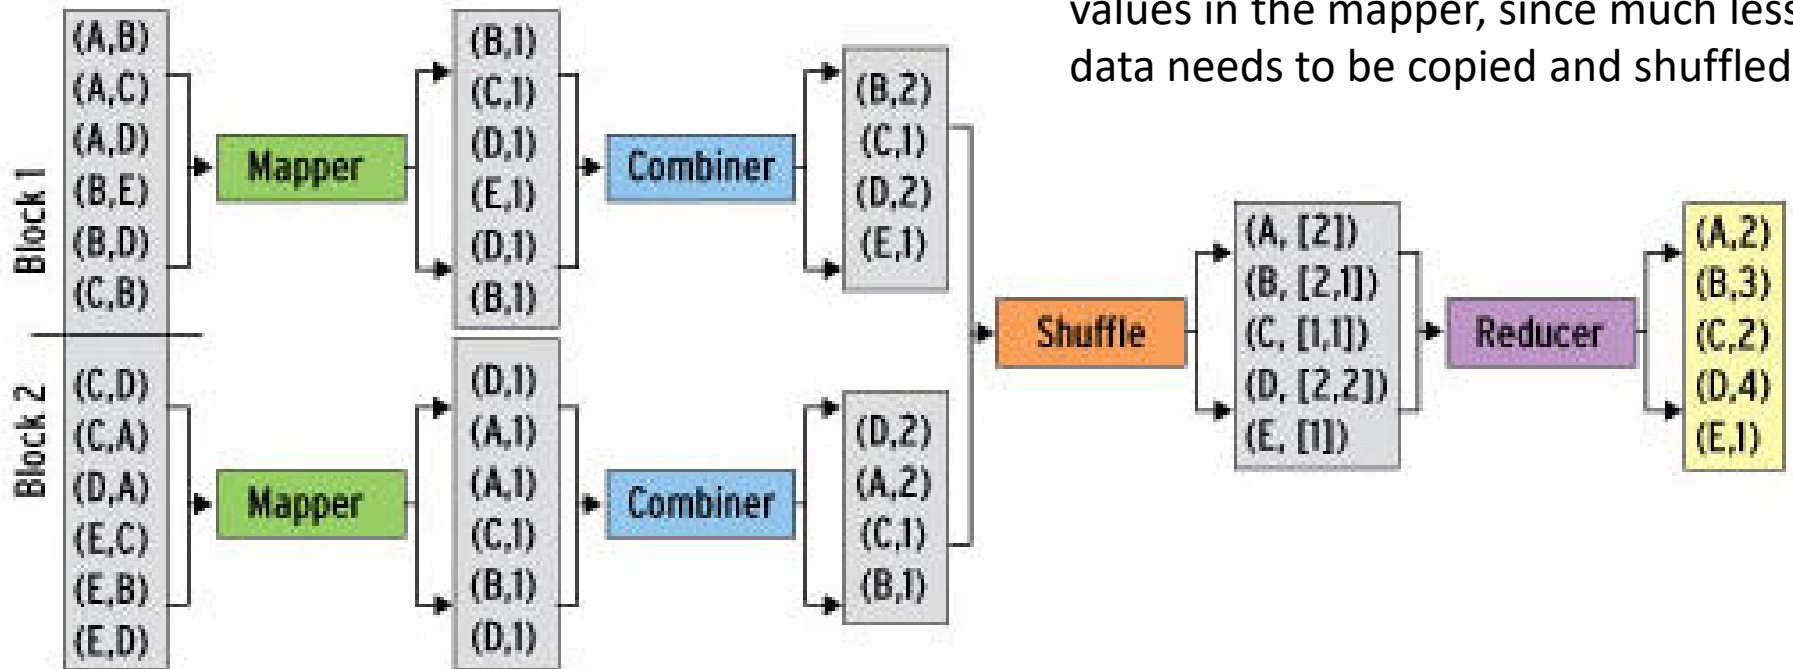 values in the mapper, since much less
data needs to be copied and shuffled
Block 1
(A,B)
(A,C)
(A,D)
(B,E)
(B,D)
(C,B)
Mapper
(B,1)
(C,1)
(D,1)
(E,1)
(D,1)
(B,1)
Combiner
(B,2)
(C,1)
(D,2)
(E,1)
Block 2
(C,D)
(C,A)
(D,A)
(E,C)
(E,B)
(E,D)
Mapper
(D,1)
(A,1)
(A,1)
(C,1)
(B,1)
(D,1)
Combiner
(D,2)
(A,2)
(C,1)
(B,1)
Shuffle
(A, [2])
(B, [2,1])
(C, [1,1])
(D, [2,2])
(E, [1])
Reducer
(A,2)
(B,3)
(C,2)
(D,4)
(E,1)